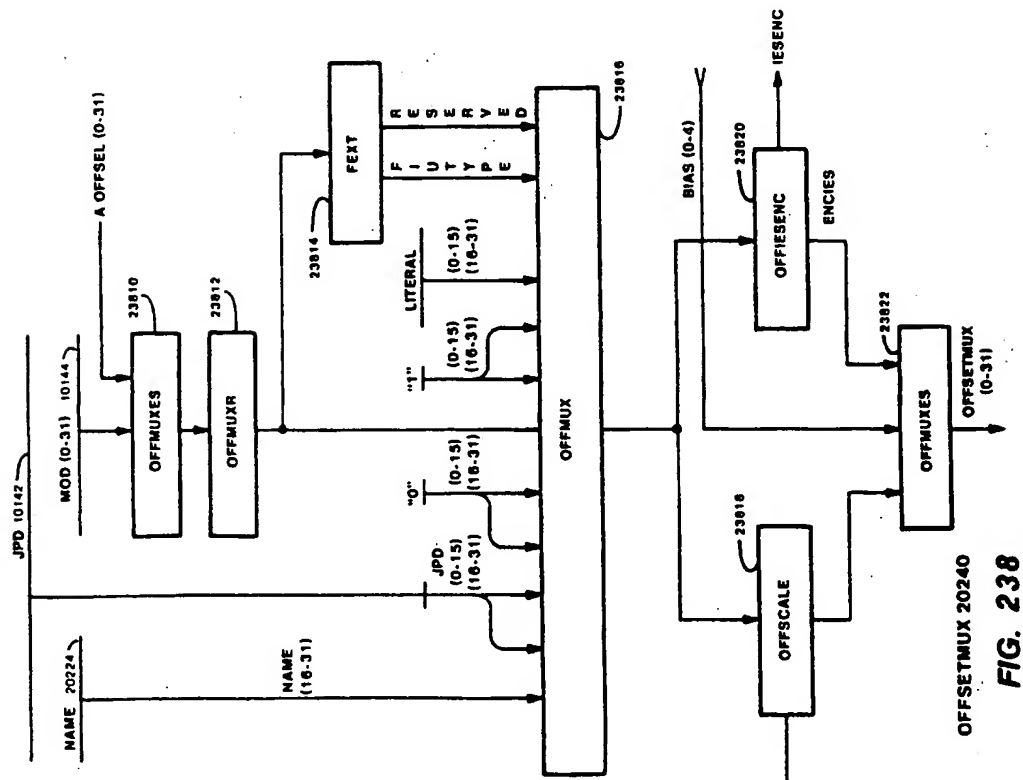 JPD 10142
NAME 20224
MOD (0-31) 10144
A OFFSEL (0-31)
23810
OFFMUXES
23812
OFFMUXR
23814
FEXT
FIUTYPE
RESERVED
NAME
(16-31)
JPD
(0-15)
(16-31)
"0"
(0-15)
(16-31)
"1"
(0-15)
(16-31)
LITERAL
(0-15)
(16-31)
OFFMUX
23816
BIAS (0-4)
23818
OFFSCALE
23820
OFFIESENC
IESENC
ENCIES
23822
OFFMUXES
OFFSETMUX
(0-31)
OFFSETMUX 20240
FIG. 238